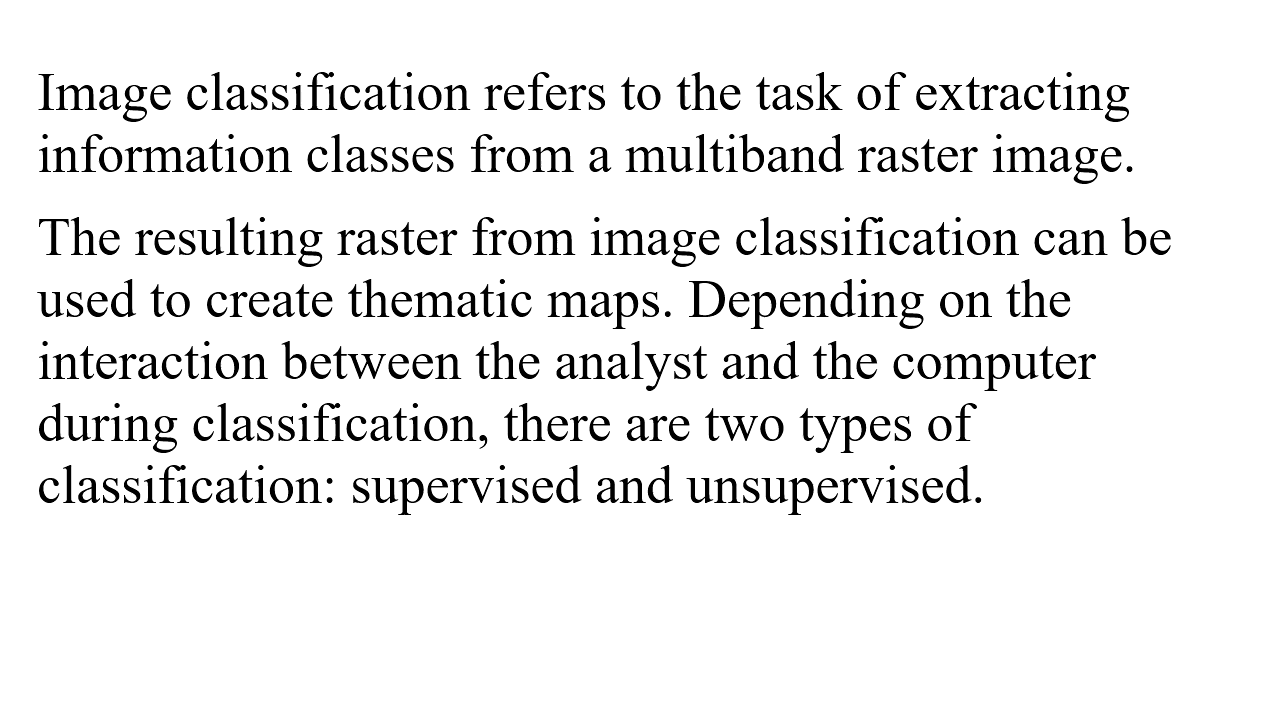 Image classification refers to the task of extracting
information classes from a multiband raster image.
The resulting raster from image classification can be
used to create thematic maps. Depending on the
interaction between the analyst and the computer
during classification, there are two types of
classification: supervised and unsupervised.